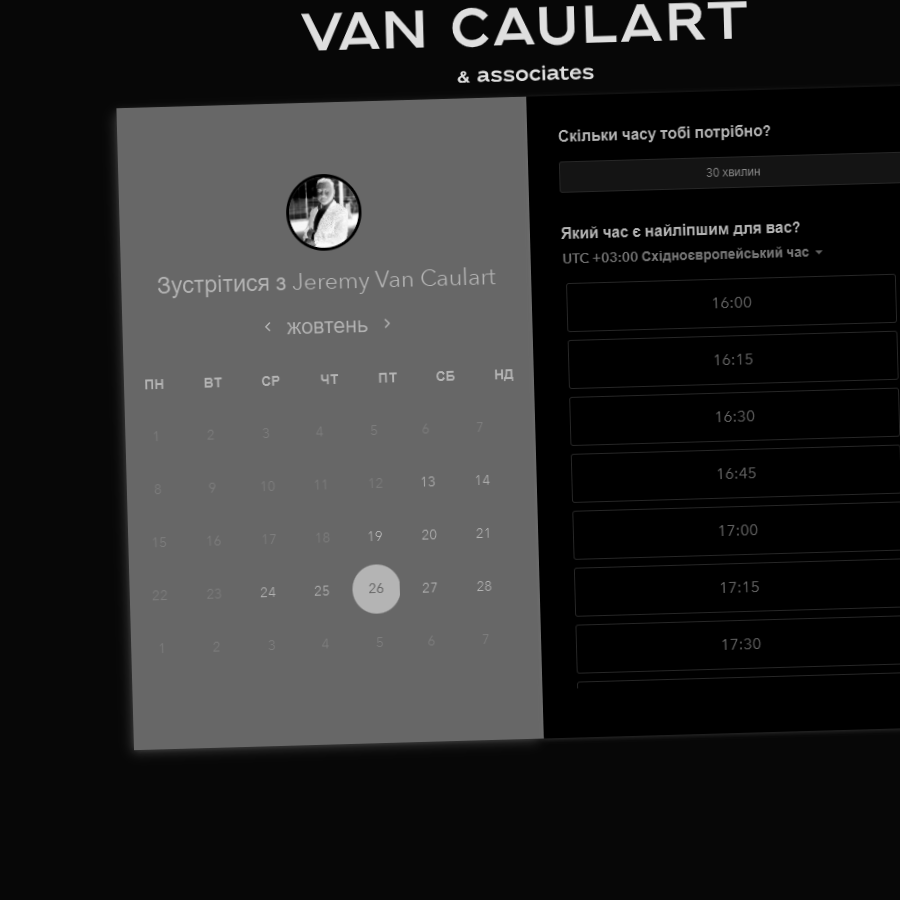 VAN CAULART
& associates
Зустрітися з Jeremy Van Caulart
жовтень
ПН ВТ СР ЧТ ПТ СБ НД
1 2 3 4 5 6 7
8 9 10 11 12 13 14
15 16 17 18 19 20 21
22 23 24 25 26 27 28
1 2 3 4 5 6 7
Скільки часу тобі потрібно?
30 хвилин
Який час є найліпшим для вас?
UTC +03:00 Східноєвропейський час
16:00
16:15
16:30
16:45
17:00
17:15
17:30